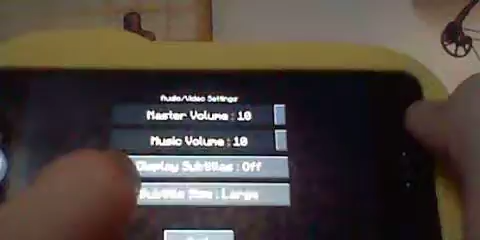 Audio/Video Settings
Master Volume : 10
Music Volume : 10
Display Subtitles : Off
Subtitle Size : Large